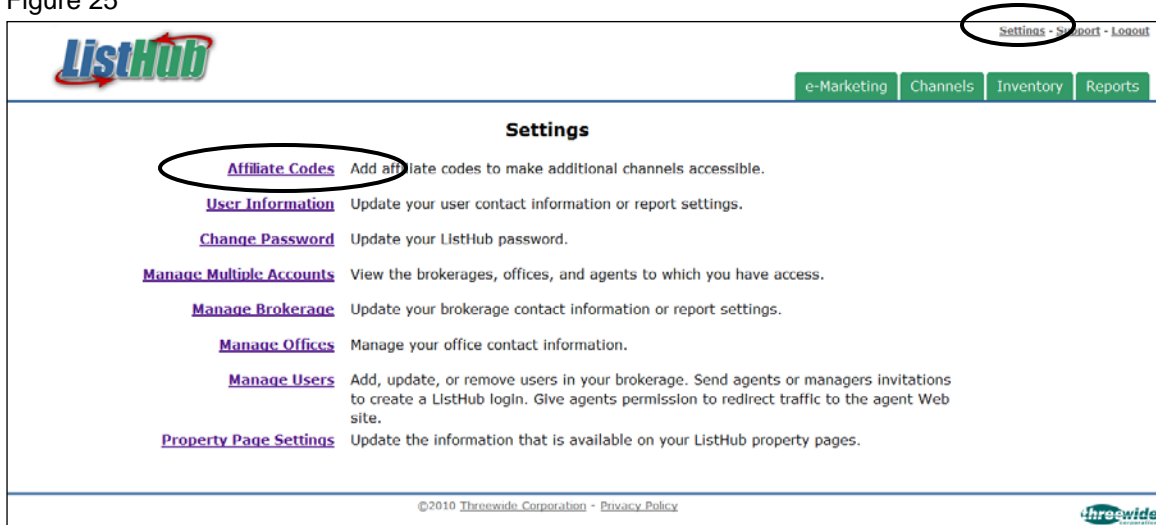 Figure 25
ListHub
Settings - Support - Logout
e-Marketing Channels Inventory Reports
Settings
Affiliate Codes Add affiliate codes to make additional channels accessible.
User Information Update your user contact information or report settings.
Change Password Update your ListHub password.
Manage Multiple Accounts View the brokerages, offices, and agents to which you have access.
Manage Brokerage Update your brokerage contact information or report settings.
Manage Offices Manage your office contact information.
Manage Users Add, update, or remove users in your brokerage. Send agents or managers invitations
to create a ListHub login. Give agents permission to redirect traffic to the agent Web
site.
Property Page Settings Update the information that is available on your ListHub property pages.
©2010 Threewide Corporation - Privacy Policy
threewide
corporation